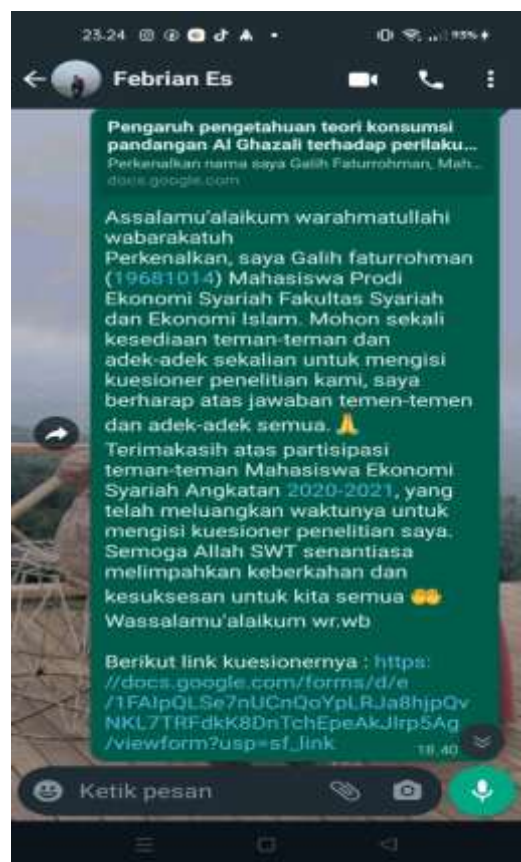 23.24
93%
Febrian Es
Pengaruh pengetahuan teori konsumsi
pandangan Al Ghazali terhadap perilaku...
Perkenalkan nama saya Galih Faturrohman, Mah...
docs.google.com
Assalamu'alaikum warahmatullahi
wabarakatuh
Perkenalkan, saya Galih faturrohman
(19681014) Mahasiswa Prodi
Ekonomi Syariah Fakultas Syariah
dan Ekonomi Islam. Mohon sekali
kesediaan teman-teman dan
adek-adek sekalian untuk mengisi
kuesioner penelitian kami, saya
berharap atas jawaban temen-temen
dan adek-adek semua. 🙏
Terimakasih atas partisipasi
teman-teman Mahasiswa Ekonomi
Syariah Angkatan 2020-2021, yang
telah meluangkan waktunya untuk
mengisi kuesioner penelitian saya.
Semoga Allah SWT senantiasa
melimpahkan keberkahan dan
kesuksesan untuk kita semua 🤲
Wassalamu'alaikum wr.wb
Berikut link kuesionernya : https:
//docs.google.com/forms/d/e
/1FAIpQLSe7nUCnQoYpLRJa8hjpQv
NKL7TRFdkK8DnTchEpeAkJIrp5Ag
/viewform?usp=sf_link
18.40
Ketik pesan